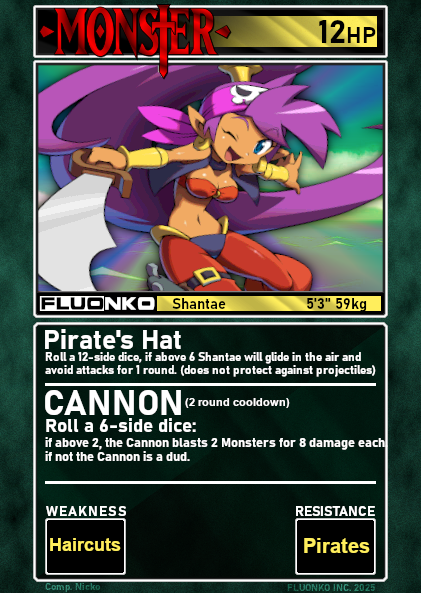 MONSTER
12HP
FLUONKO Shantae 5'3" 59kg
Pirate's Hat
Roll a 12-side dice, if above 6 Shantae will glide in the air and
avoid attacks for 1 round. (does not protect against projectiles)
CANNON (2 round cooldown)
Roll a 6-side dice:
if above 2, the Cannon blasts 2 Monsters for 8 damage each
if not the Cannon is a dud.
WEAKNESS RESISTANCE
Haircuts Pirates
Comp. Nicko FLUONKO INC. 2025